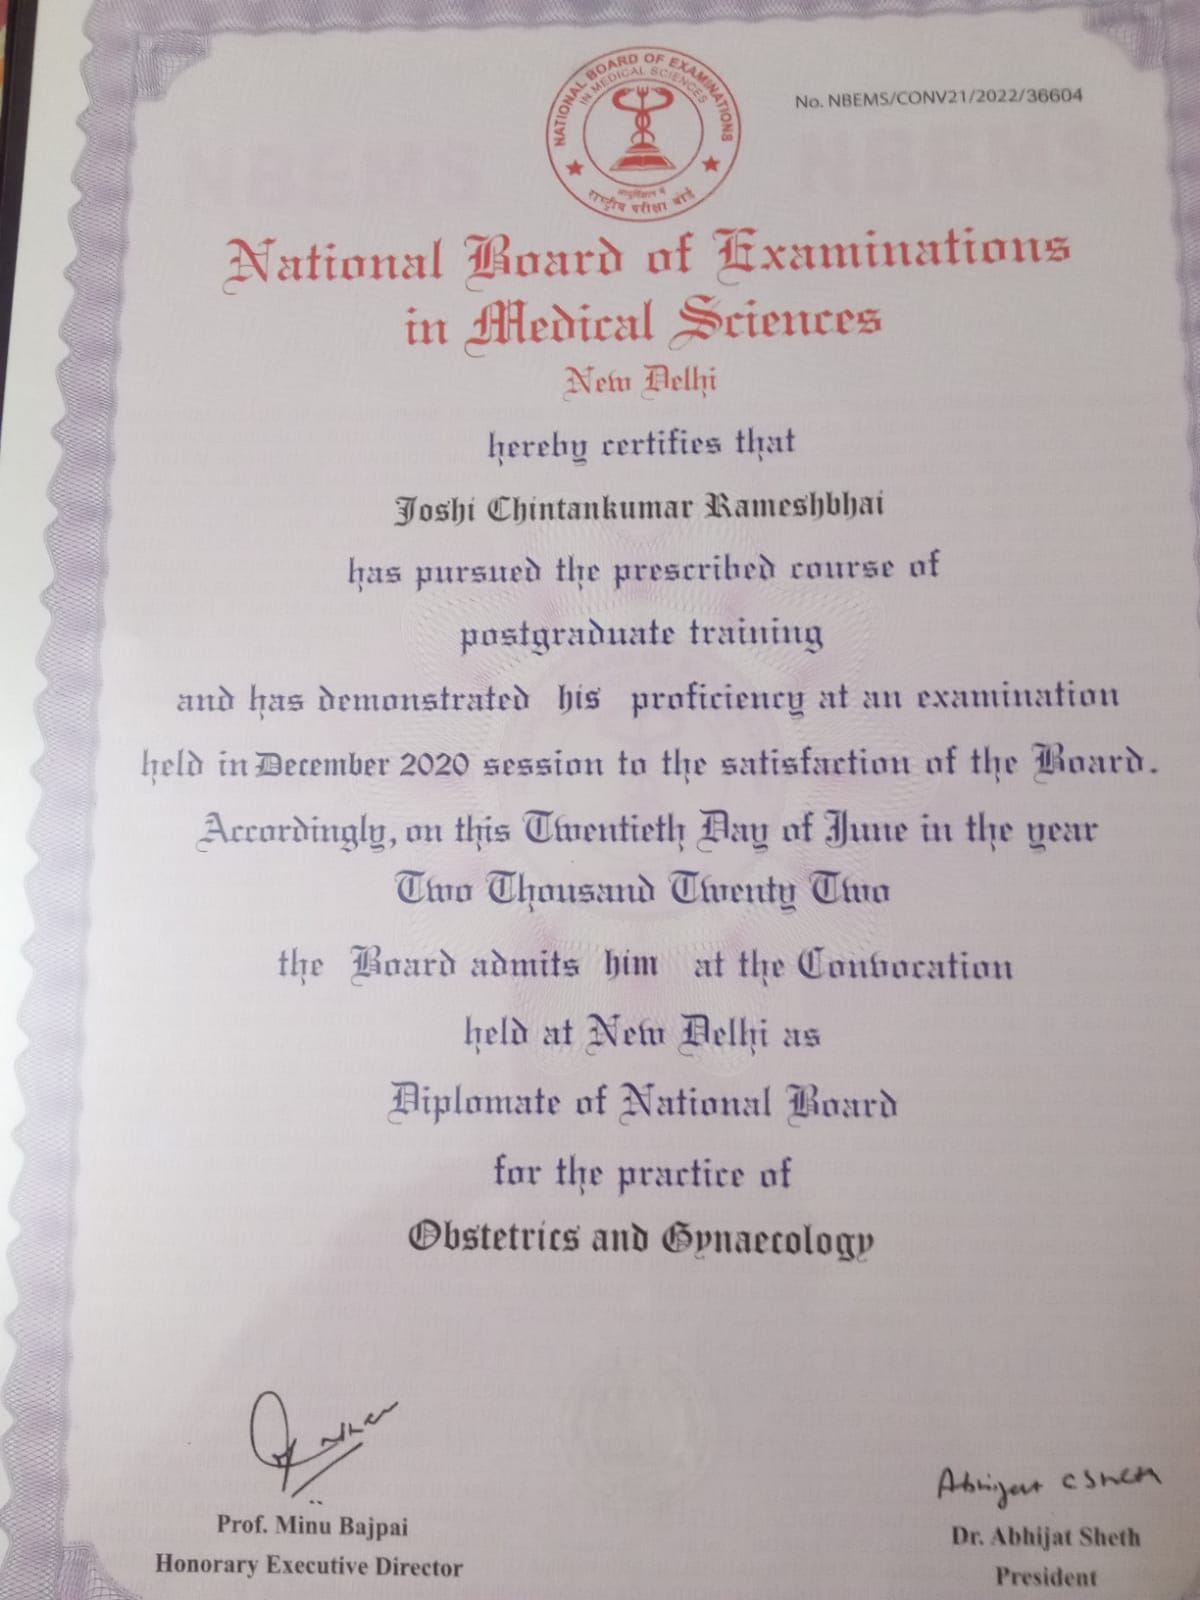 NATIONAL BOARD OF EXAMINATIONS
IN MEDICAL SCIENCES
राष्ट्रीय परीक्षा बोर्ड
No. NBEMS/CONV21/2022/36604
NBEMS NBEMS
National Board of Examinations
in Medical Sciences
New Delhi
hereby certifies that
Joshi Chintankumar Rameshbhai
has pursued the prescribed course of
postgraduate training
and has demonstrated his proficiency at an examination
held in December 2020 session to the satisfaction of the Board.
Accordingly, on this Twentieth Day of June in the year
Two Thousand Twenty Two
the Board admits him at the Convocation
held at New Delhi as
Diplomate of National Board
for the practice of
Obstetrics and Gynaecology
Abhijat C Sheth
Prof. Minu Bajpai
Honorary Executive Director
Dr. Abhijat Sheth
President